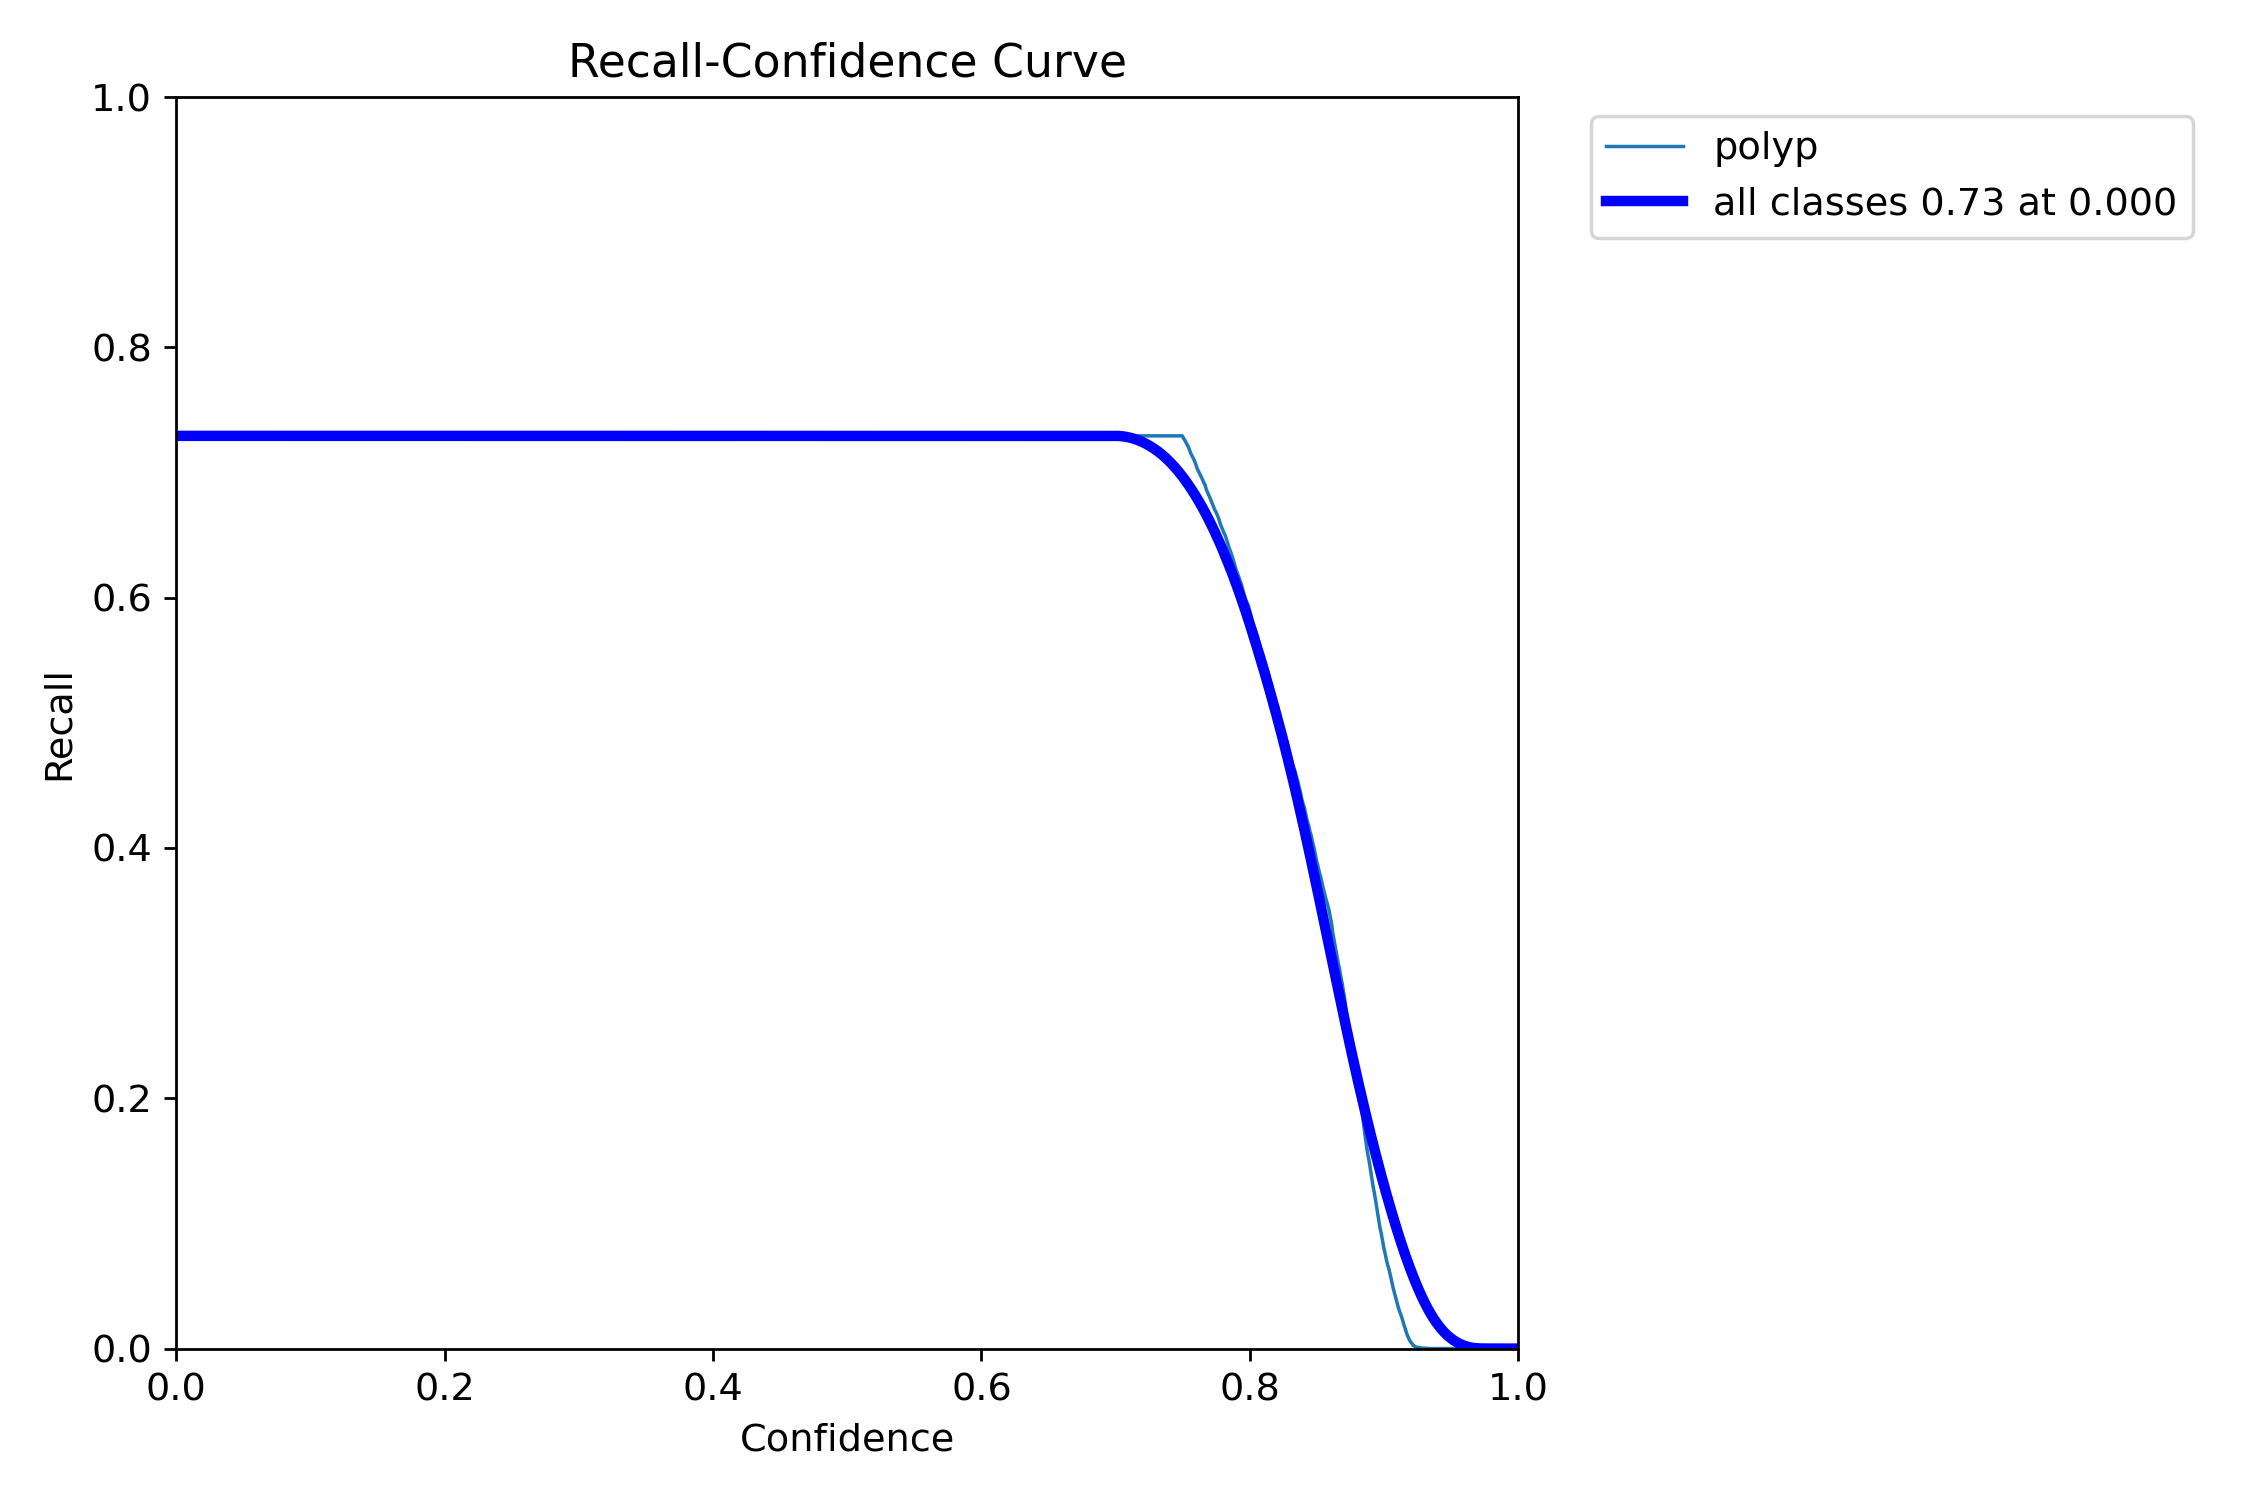 Recall-Confidence Curve
polyp
all classes 0.73 at 0.000
1.0
0.8
0.6
0.4
0.2
0.0
Recall
0.0 0.2 0.4 0.6 0.8 1.0
Confidence